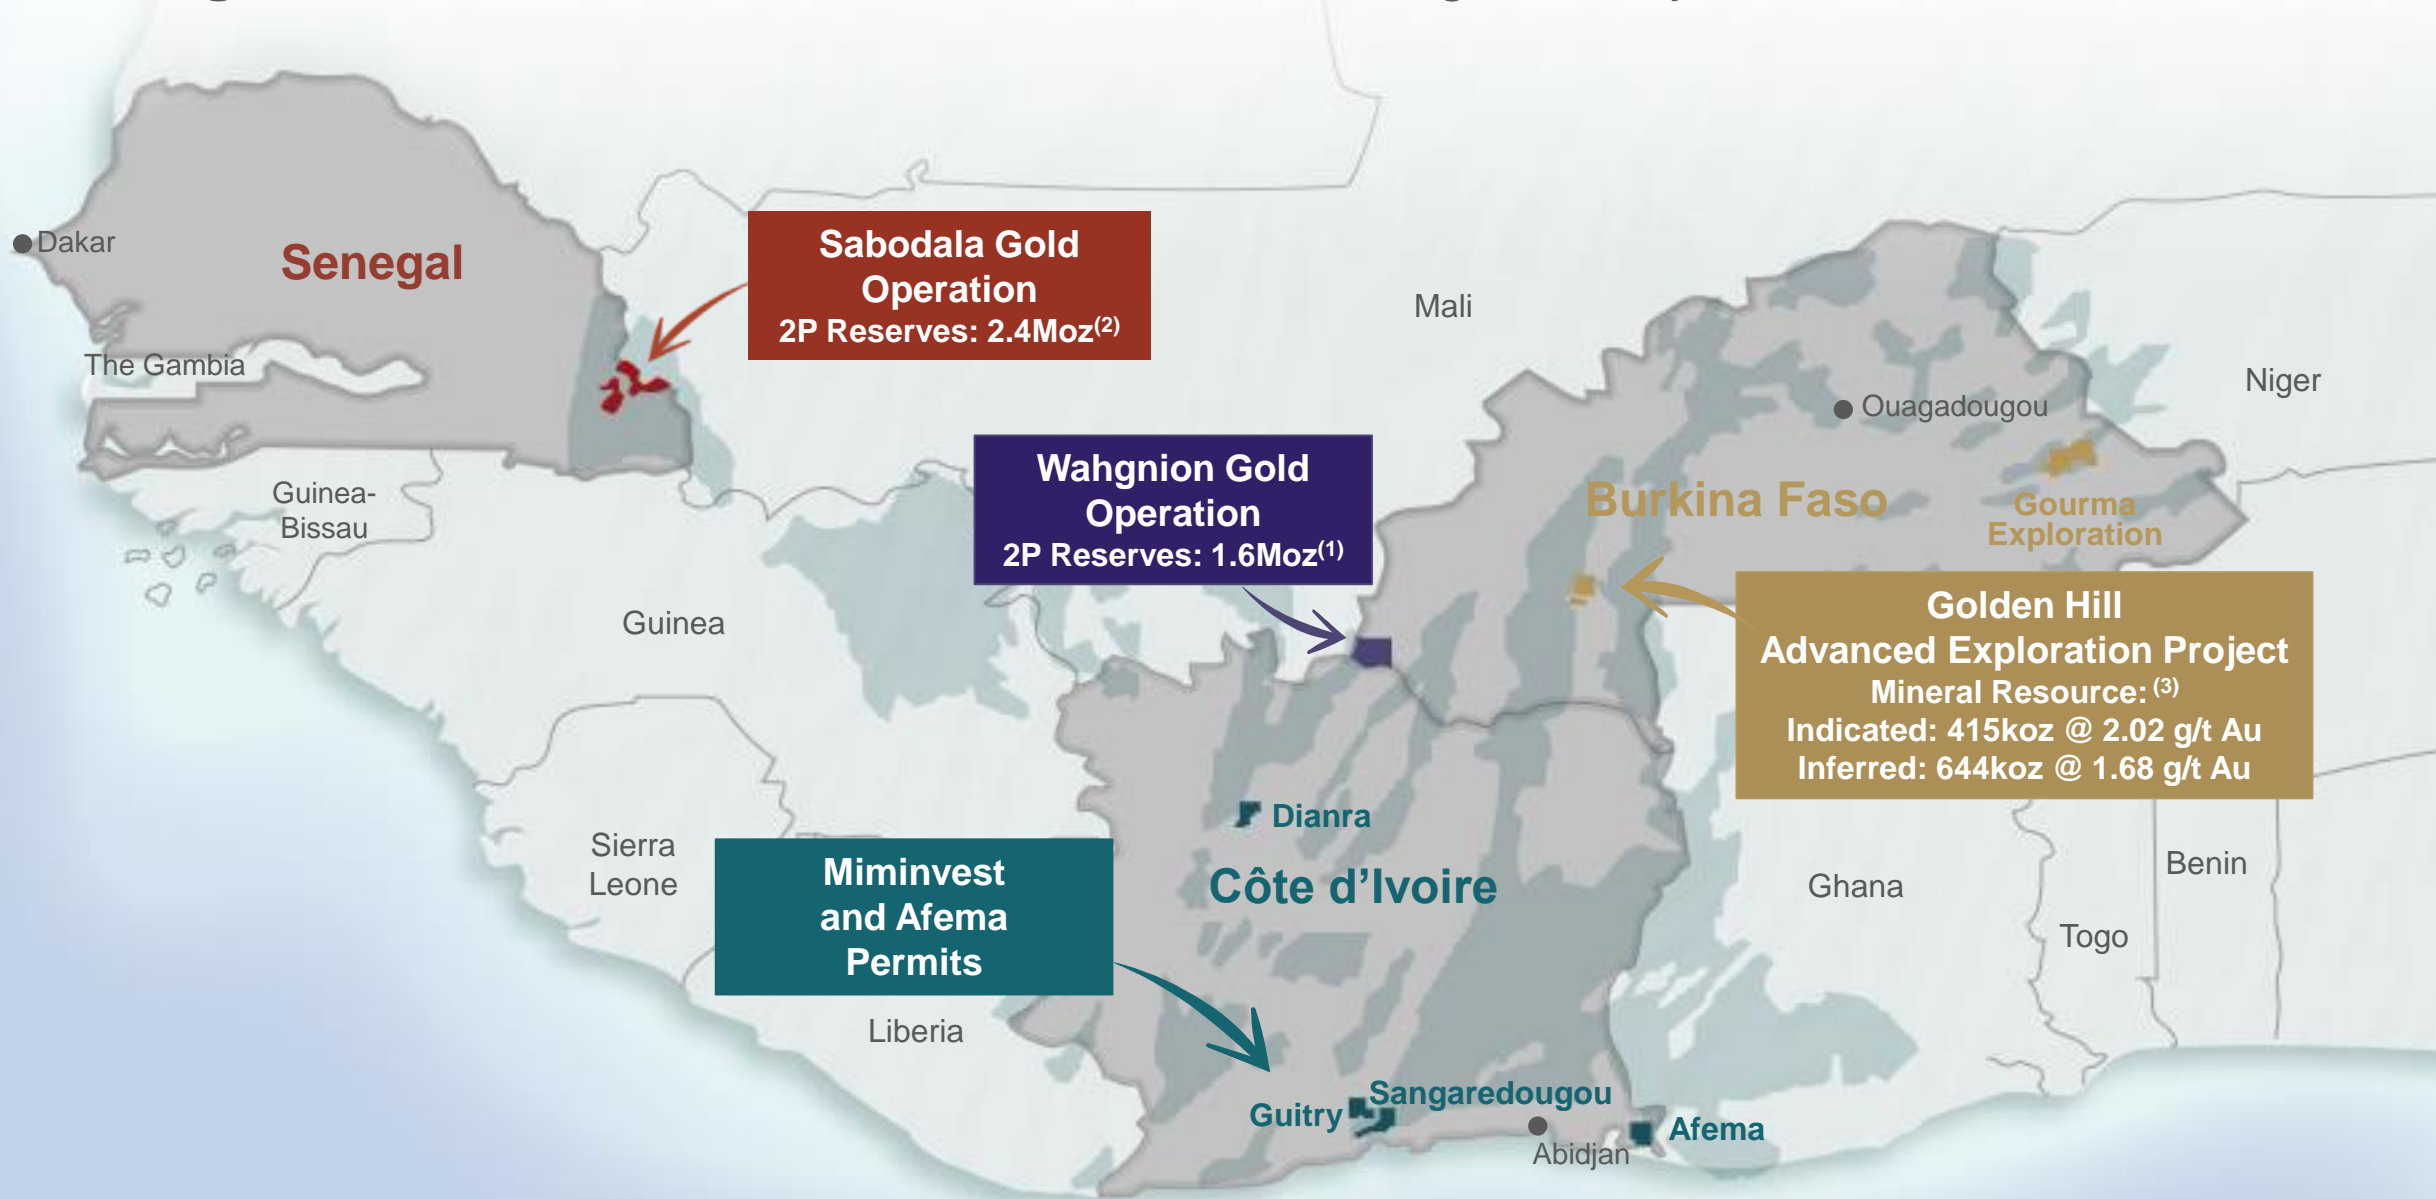 Dakar
Senegal
The Gambia
Sabodala Gold
Operation
2P Reserves: 2.4Moz(2)
Mali
Niger
Ouagadougou
Wahgnion Gold
Operation
2P Reserves: 1.6Moz(1)
Burkina Faso
Gourma
Exploration
Guinea-
Bissau
Guinea
Golden Hill
Advanced Exploration Project
Mineral Resource: (3)
Indicated: 415koz @ 2.02 g/t Au
Inferred: 644koz @ 1.68 g/t Au
Dianra
Sierra
Leone
Miminvest
and Afema
Permits
Côte d’Ivoire
Ghana
Benin
Togo
Liberia
Sangaredougou
Guitry
Afema
Abidjan